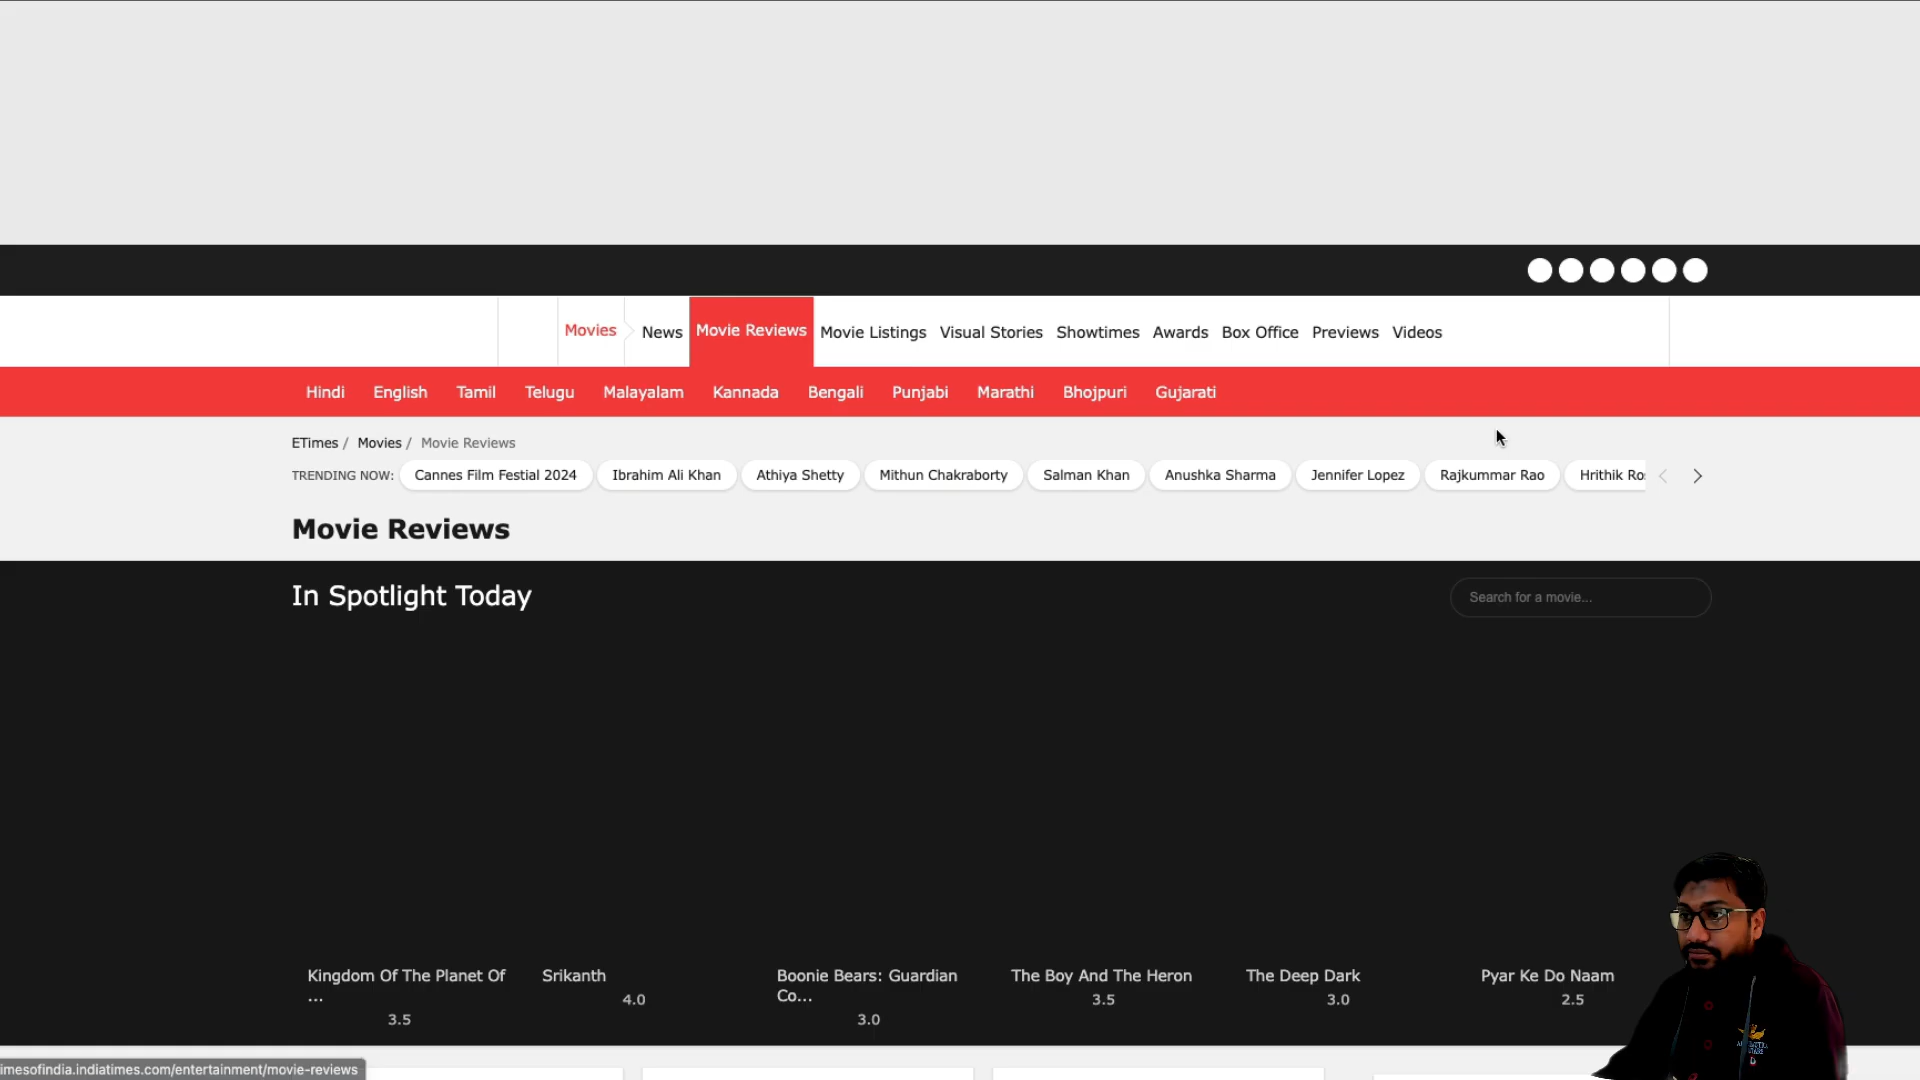 Movies News Movie Reviews Movie Listings Visual Stories Showtimes Awards Box Office Previews Videos
Hindi English Tamil Telugu Malayalam Kannada Bengali Punjabi Marathi Bhojpuri Gujarati
ETimes / Movies / Movie Reviews
TRENDING NOW: Cannes Film Festial 2024 Ibrahim Ali Khan Athiya Shetty Mithun Chakraborty Salman Khan Anushka Sharma Jennifer Lopez Rajkummar Rao Hrithik Ro
Movie Reviews
In Spotlight Today
Search for a movie...
Kingdom Of The Planet Of
...
3.5
Srikanth
4.0
Boonie Bears: Guardian
Co...
3.0
The Boy And The Heron
3.5
The Deep Dark
3.0
Pyar Ke Do Naam
2.5
imesofindia.indiatimes.com/entertainment/movie-reviews